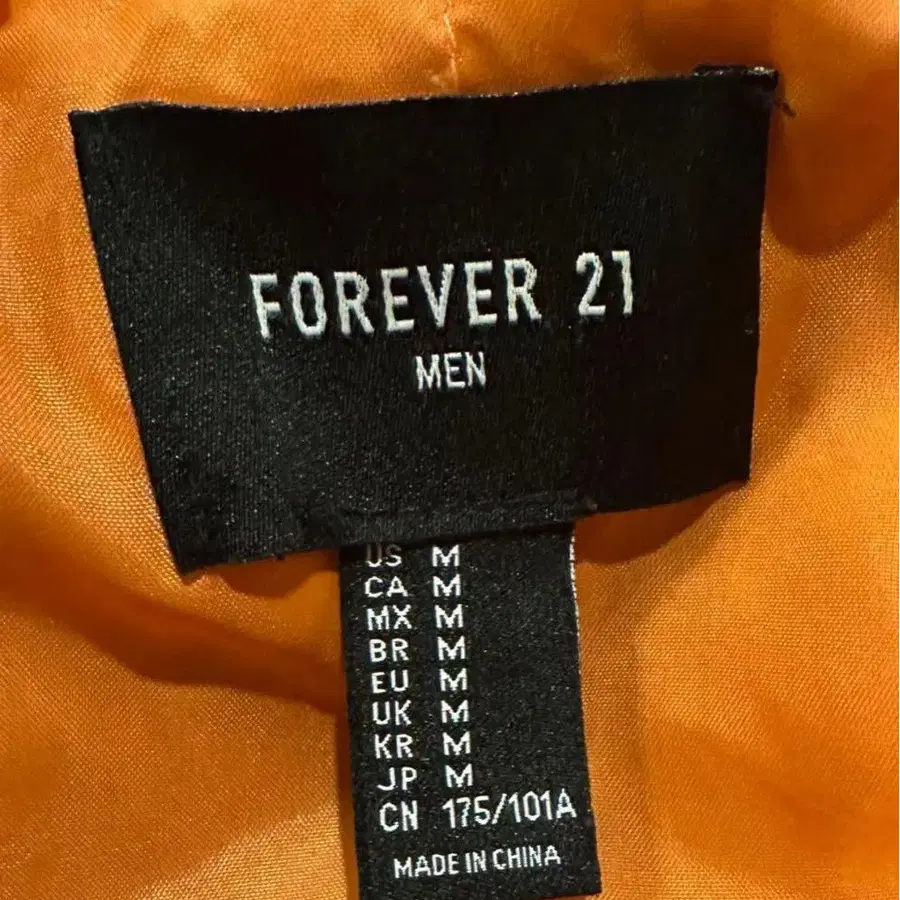 FOREVER 21
MEN
US M
CA M
MX M
BR M
EU M
UK M
KR M
JP M
CN 175/101A
MADE IN CHINA